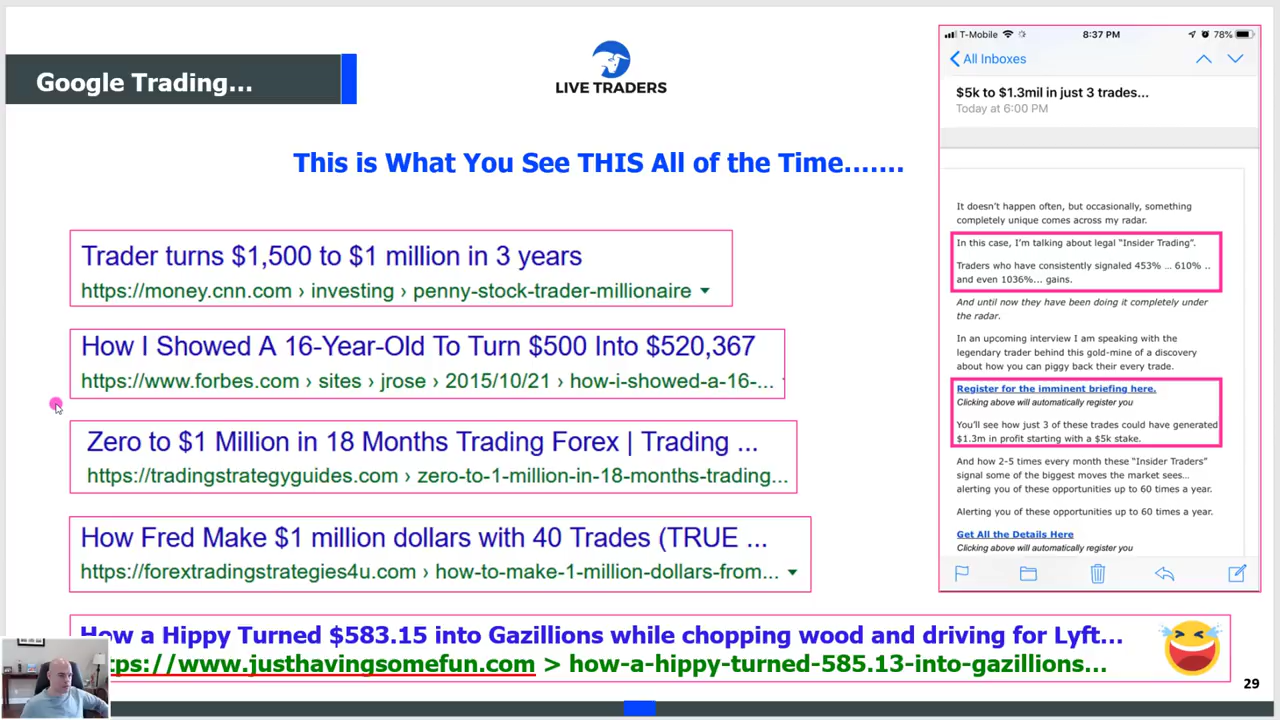 Google Trading...
LIVE TRADERS
This is What You See THIS All of the Time.......
Trader turns $1,500 to $1 million in 3 years
https://money.cnn.com › investing › penny-stock-trader-millionaire
How I Showed A 16-Year-Old To Turn $500 Into $520,367
https://www.forbes.com › sites › jrose › 2015/10/21 › how-i-showed-a-16-...
Zero to $1 Million in 18 Months Trading Forex | Trading ...
https://tradingstrategyguides.com › zero-to-1-million-in-18-months-trading...
How Fred Make $1 million dollars with 40 Trades (TRUE ...
https://forextradingstrategies4u.com › how-to-make-1-million-dollars-from...
How a Hippy Turned $583.15 into Gazillions while chopping wood and driving for Lyft...
ps://www.justhavingsomefun.com > how-a-hippy-turned-585.13-into-gazillions...
T-Mobile 8:37 PM 78%
All Inboxes
$5k to $1.3mil in just 3 trades...
Today at 6:00 PM
It doesn't happen often, but occasionally, something
completely unique comes across my radar.
In this case, I'm talking about legal "Insider Trading".
Traders who have consistently signaled 453% ... 610% ..
and even 1036%... gains.
And until now they have been doing it completely under
the radar.
In an upcoming interview I am speaking with the
legendary trader behind this gold-mine of a discovery
about how you can piggy back their every trade.
Register for the imminent briefing here.
Clicking above will automatically register you
You'll see how just 3 of these trades could have generated
$1.3m in profit starting with a $5k stake.
And how 2-5 times every month these "Insider Traders"
signal some of the biggest moves the market sees...
alerting you of these opportunities up to 60 times a year.
Alerting you of these opportunities up to 60 times a year.
Get All the Details Here
Clicking above will automatically register you
29